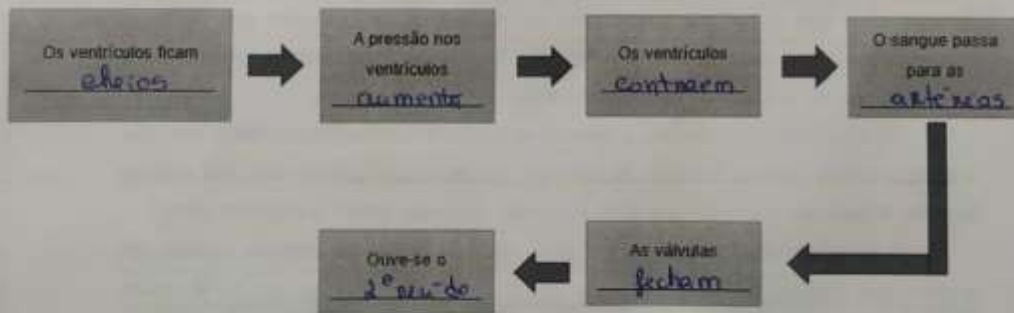 Os ventrículos ficam
cheios
A pressão nos
ventrículos
aumenta
Os ventrículos
contraem
O sangue passa
para as
artéreas
As válvulas
fecham
Ouve-se o
2º ruído